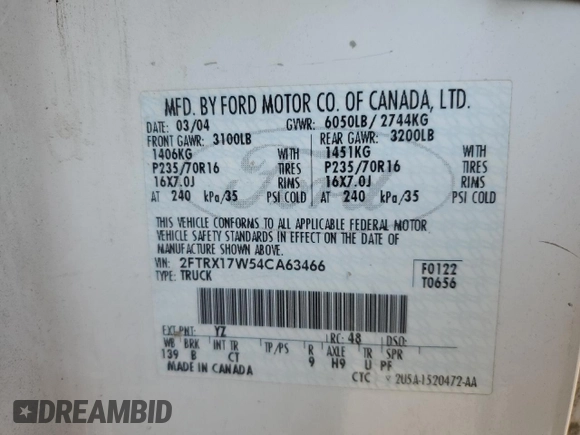 MFD. BY FORD MOTOR CO. OF CANADA, LTD.
DATE: 03/04 GVWR: 6050LB/ 2744KG
FRONT GAWR: 3100LB REAR GAWR: 3200LB
1406KG WITH 1451KG WITH
P235/70R16 TIRES P235/70R16 TIRES
16X7.0J RIMS 16X7.0J RIMS
AT 240 kPa/35 PSI COLD AT 240 kPa/35 PSI COLD
Ford
THIS VEHICLE CONFORMS TO ALL APPLICABLE FEDERAL MOTOR
VEHICLE SAFETY STANDARDS IN EFFECT ON THE DATE OF
MANUFACTURE SHOWN ABOVE.
VIN: 2FTRX17W54CA63466 F0122
TYPE: TRUCK T0656
EXT PNT: YZ RC: 48 DSO:
WB BRK INT TR TP/PS R AXLE TR SPR
139 B CT 9 H9 U PF
MADE IN CANADA CTC 2U5A-1520472-AA
DREAMBID